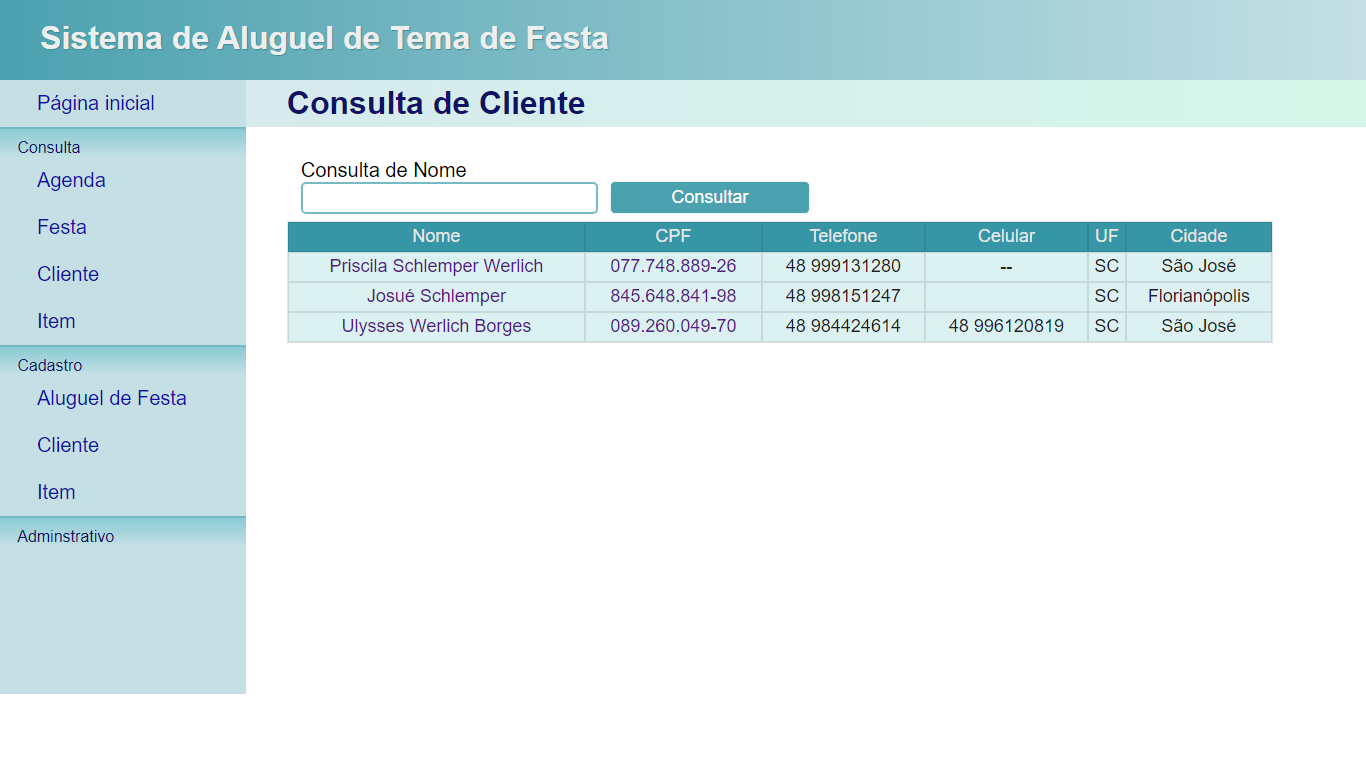 Sistema de Aluguel de Tema de Festa
Página inicial
Consulta
Agenda
Festa
Cliente
Item
Cadastro
Aluguel de Festa
Cliente
Item
Adminstrativo
Consulta de Cliente
Consulta de Nome
Consultar
Nome CPF Telefone Celular UF Cidade
Priscila Schlemper Werlich 077.748.889-26 48 999131280 -- SC São José
Josué Schlemper 845.648.841-98 48 998151247 SC Florianópolis
Ulysses Werlich Borges 089.260.049-70 48 984424614 48 996120819 SC São José